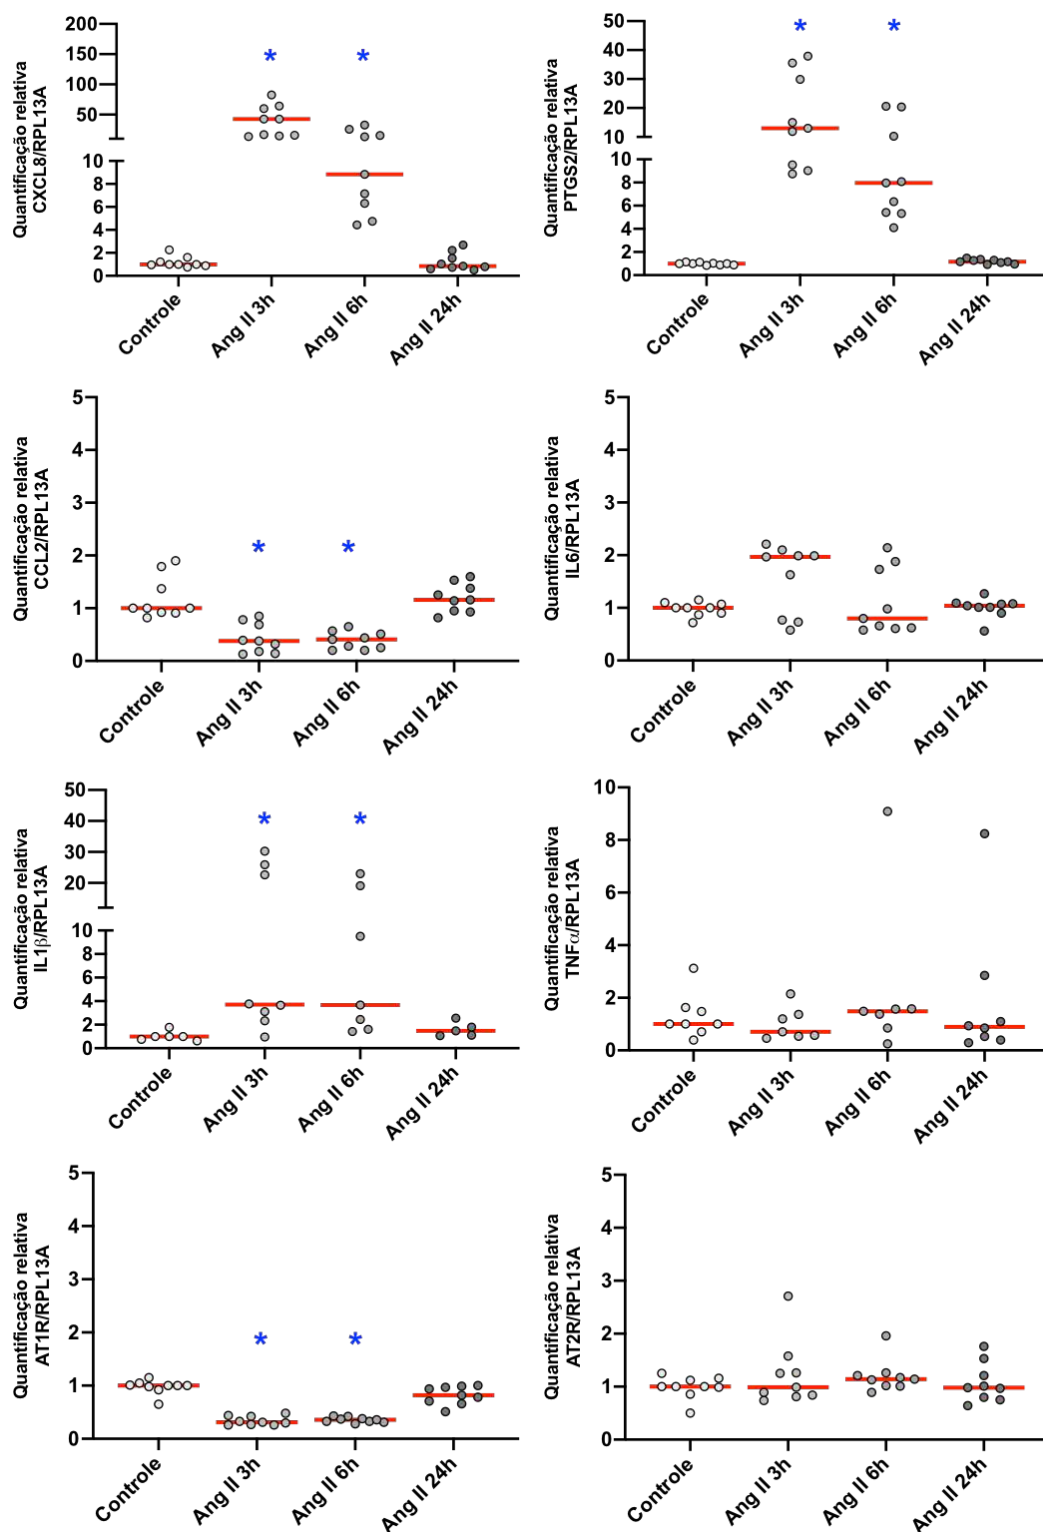 Quantificação relativa
CXCL8/RPL13A
200
150
100
50
10
8
6
4
2
0
*
*
Controle
Ang II 3h
Ang II 6h
Ang II 24h
Quantificação relativa
PTGS2/RPL13A
50
40
30
20
10
10
8
6
4
2
0
*
*
Controle
Ang II 3h
Ang II 6h
Ang II 24h
Quantificação relativa
CCL2/RPL13A
5
4
3
2
1
0
*
*
Controle
Ang II 3h
Ang II 6h
Ang II 24h
Quantificação relativa
IL6/RPL13A
5
4
3
2
1
0
Controle
Ang II 3h
Ang II 6h
Ang II 24h
Quantificação relativa
IL1β/RPL13A
50
40
30
20
10
8
6
4
2
0
*
*
Controle
Ang II 3h
Ang II 6h
Ang II 24h
Quantificação relativa
TNFα/RPL13A
10
8
6
4
2
0
Controle
Ang II 3h
Ang II 6h
Ang II 24h
Quantificação relativa
AT1R/RPL13A
5
4
3
2
1
0
*
*
Controle
Ang II 3h
Ang II 6h
Ang II 24h
Quantificação relativa
AT2R/RPL13A
5
4
3
2
1
0
Controle
Ang II 3h
Ang II 6h
Ang II 24h